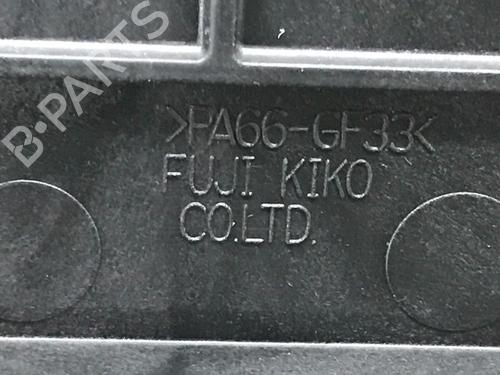 B-PARTS
>PA66-GF33<
FUJI KIKO
CO.LTD.